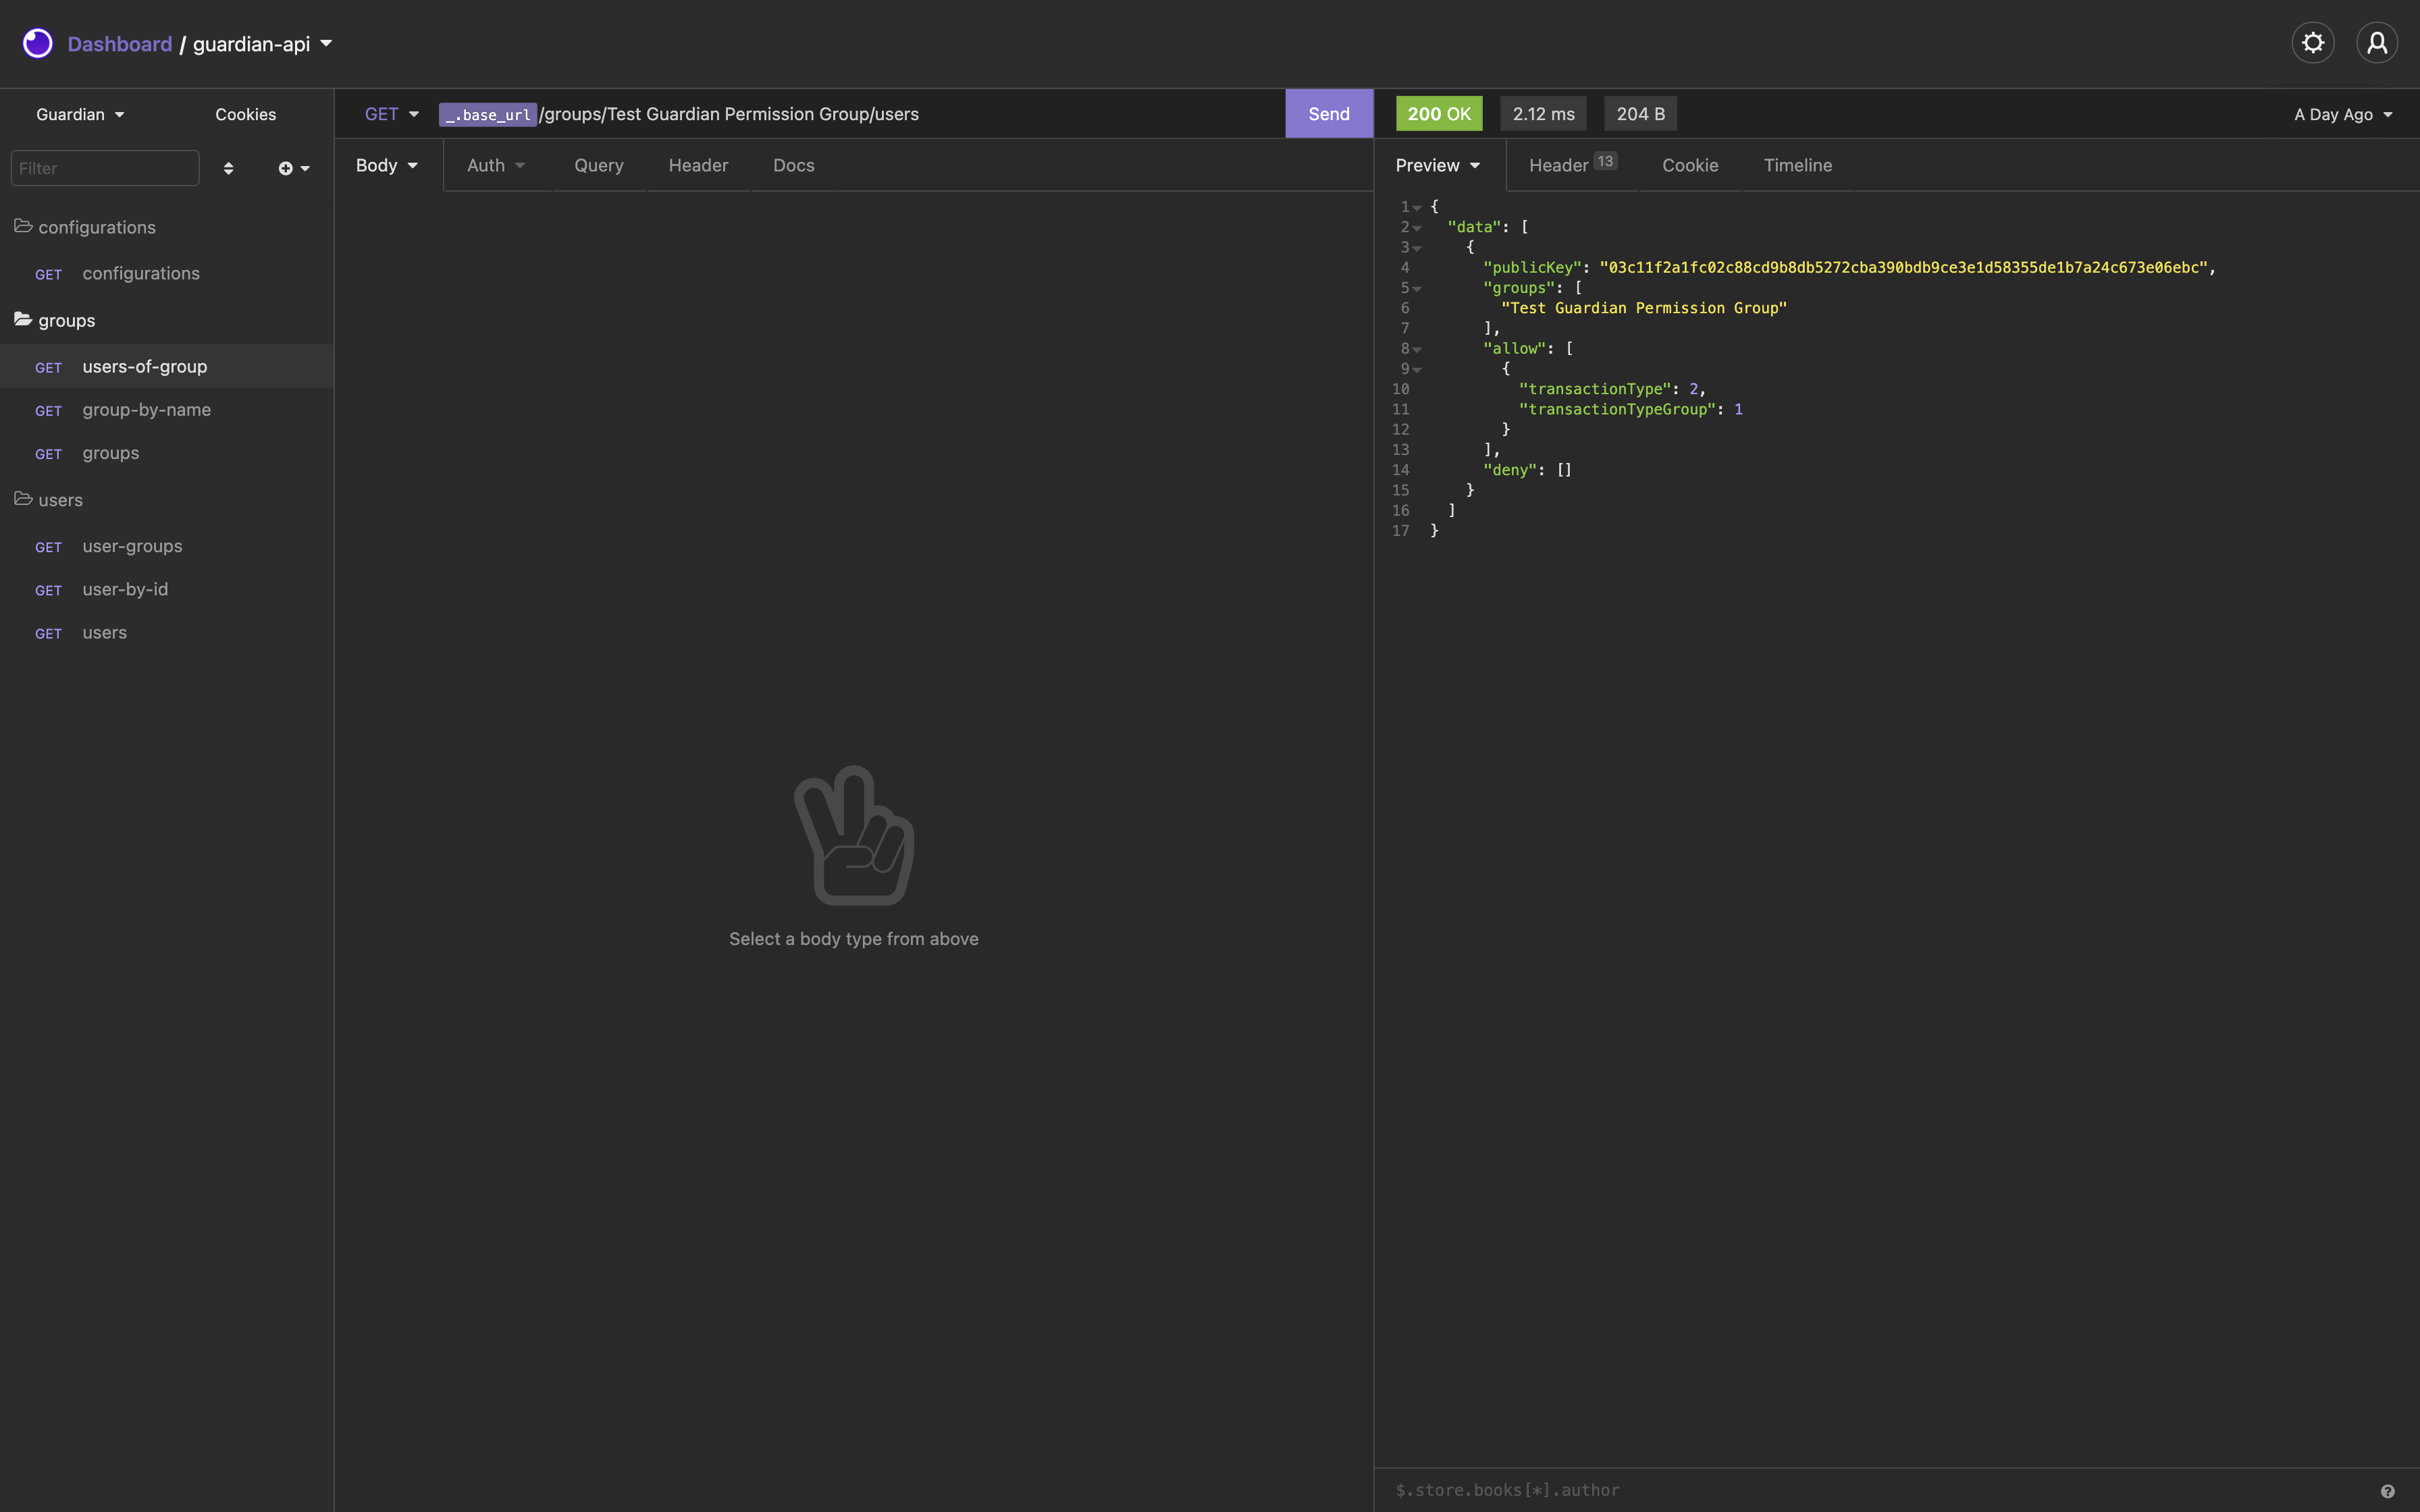 Dashboard / guardian-api
Guardian
Cookies
Filter
configurations
GET configurations
groups
GET users-of-group
GET group-by-name
GET groups
users
GET user-groups
GET user-by-id
GET users
GET _.base_url/groups/Test Guardian Permission Group/users
Send
Body
Auth
Query
Header
Docs
Select a body type from above
200 OK
2.12 ms
204 B
A Day Ago
Preview
Header 13
Cookie
Timeline
1 {
2 "data": [
3 {
4 "publicKey": "03c11f2a1fc02c88cd9b8db5272cba390bdb9ce3e1d58355de1b7a24c673e06ebc",
5 "groups": [
6 "Test Guardian Permission Group"
7 ],
8 "allow": [
9 {
10 "transactionType": 2,
11 "transactionTypeGroup": 1
12 }
13 ],
14 "deny": []
15 }
16 ]
17 }
$.store.books[*].author